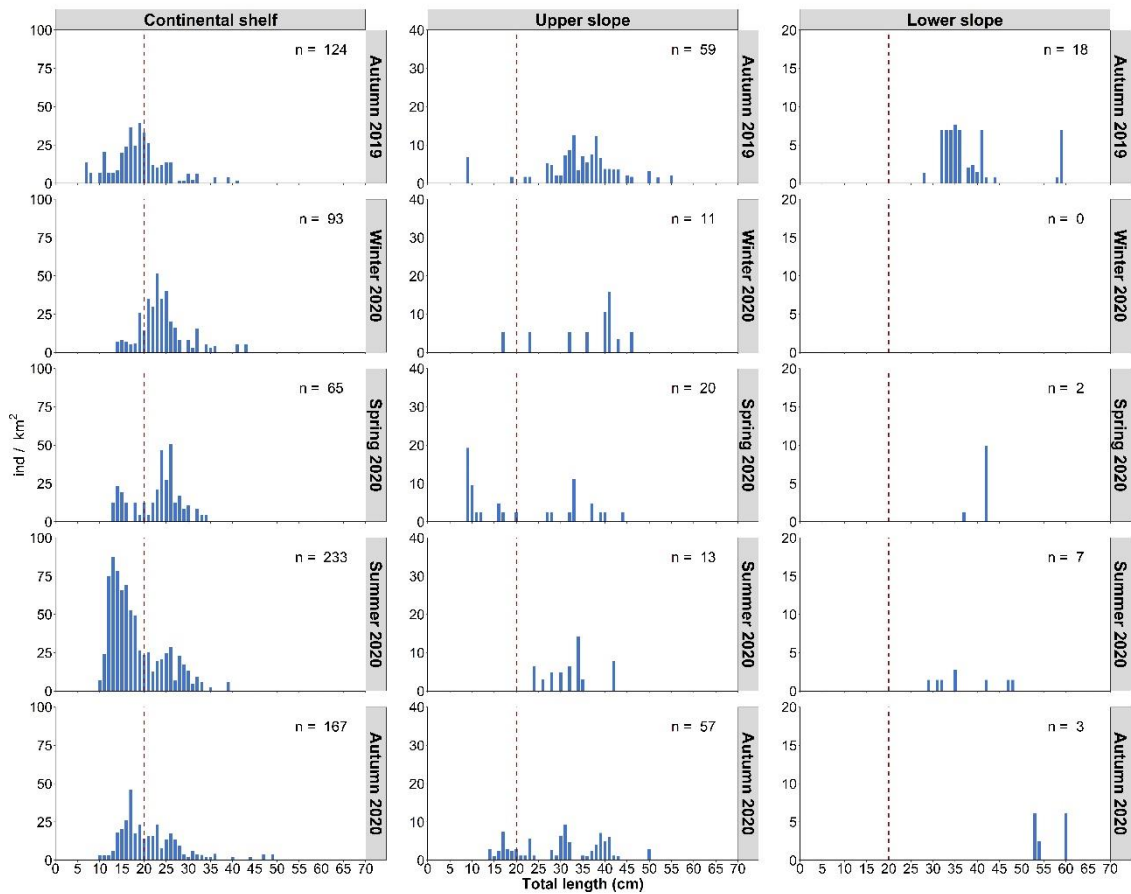 Continental shelf Upper slope Lower slope
100 75 50 25 0 n = 124 40 30 20 10 0 n = 59 20 15 10 5 0 n = 18 Autumn 2019
Autumn 2019
Autumn 2019
100 75 50 25 0 n = 93 40 30 20 10 0 n = 11 20 15 10 5 0 n = 0 Winter 2020
Winter 2020
Winter 2020
ind / km²
100 75 50 25 0 n = 65 40 30 20 10 0 n = 20 20 15 10 5 0 n = 2 Spring 2020
Spring 2020
Spring 2020
100 75 50 25 0 n = 233 40 30 20 10 0 n = 13 20 15 10 5 0 n = 7 Summer 2020
Summer 2020
Summer 2020
100 75 50 25 0 n = 167 40 30 20 10 0 n = 57 20 15 10 5 0 n = 3 Autumn 2020
Autumn 2020
Autumn 2020
0 5 10 15 20 25 30 35 40 45 50 55 60 65 70 0 5 10 15 20 25 30 35 40 45 50 55 60 65 70 0 5 10 15 20 25 30 35 40 45 50 55 60 65 70
Total length (cm)